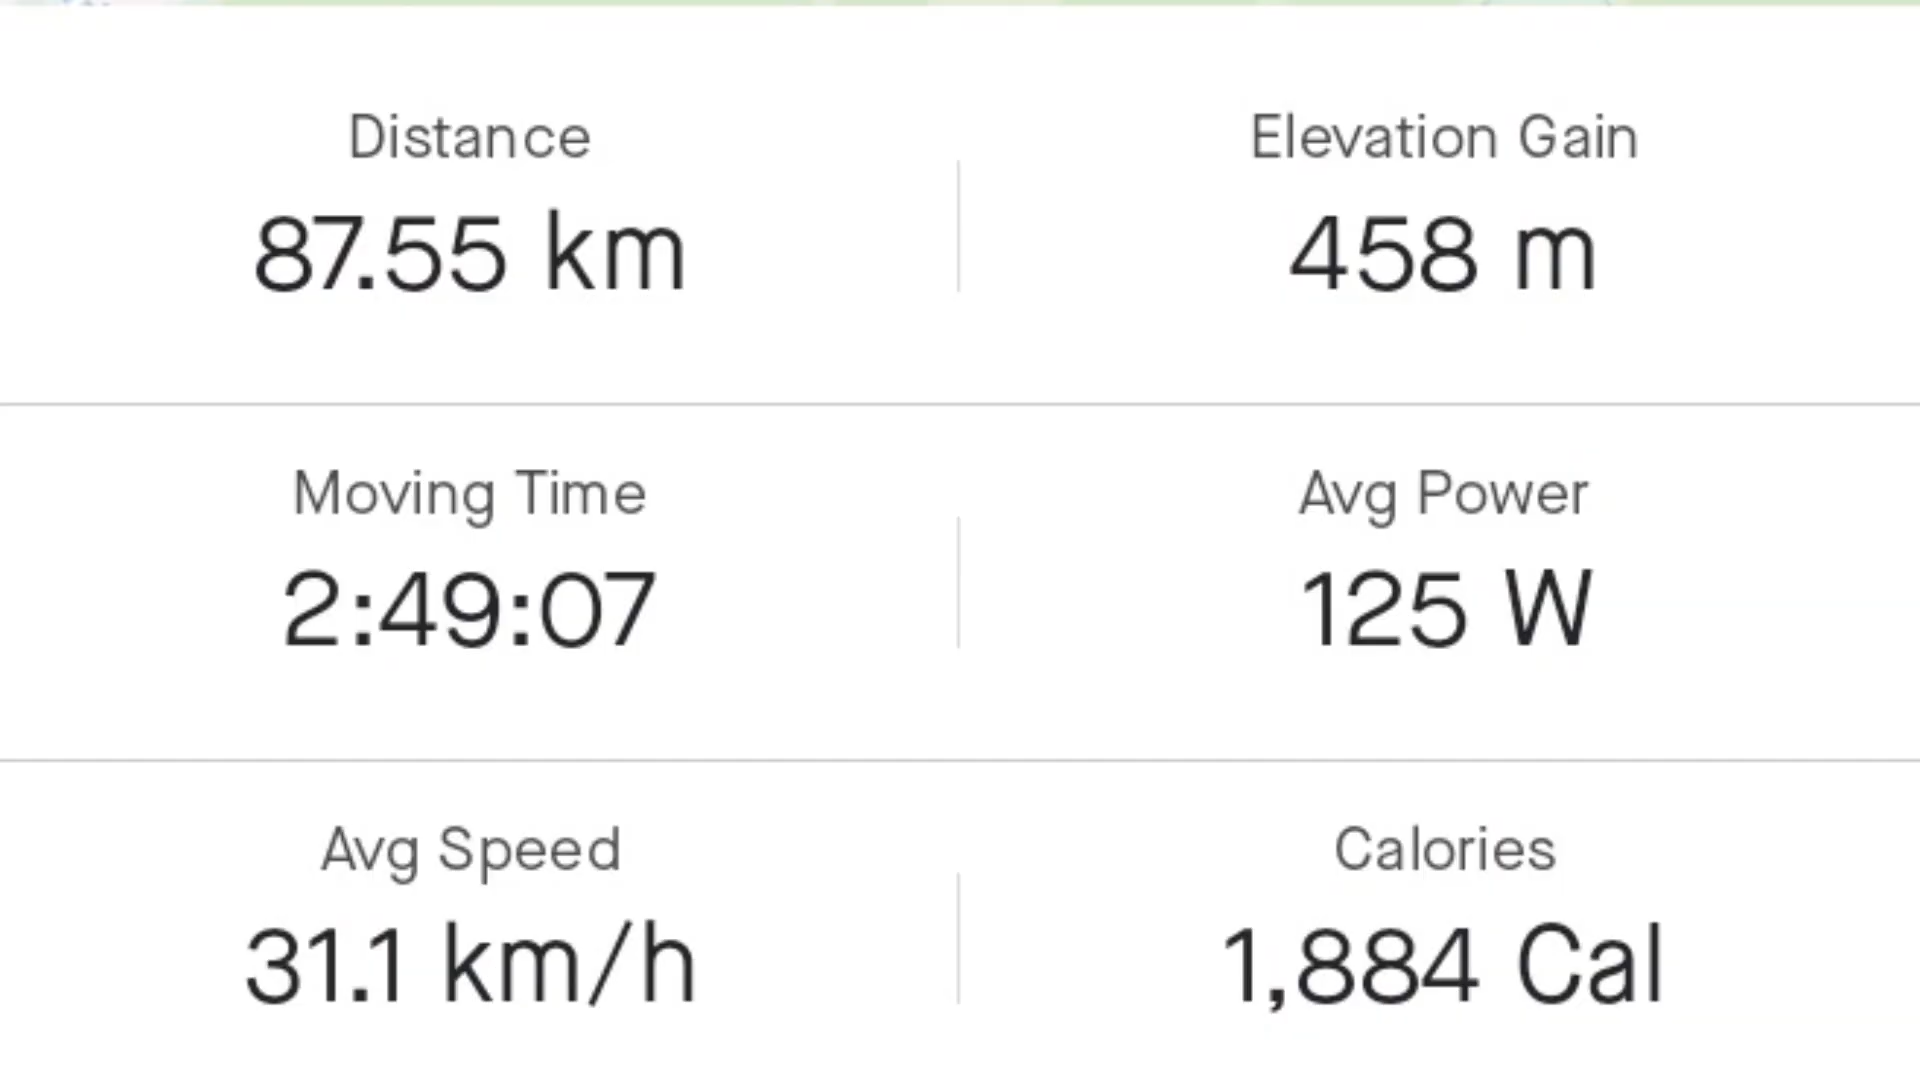 Distance
Elevation Gain
87.55 km
458 m
Moving Time
Avg Power
2:49:07
125 W
Avg Speed
Calories
31.1 km/h
1,884 Cal